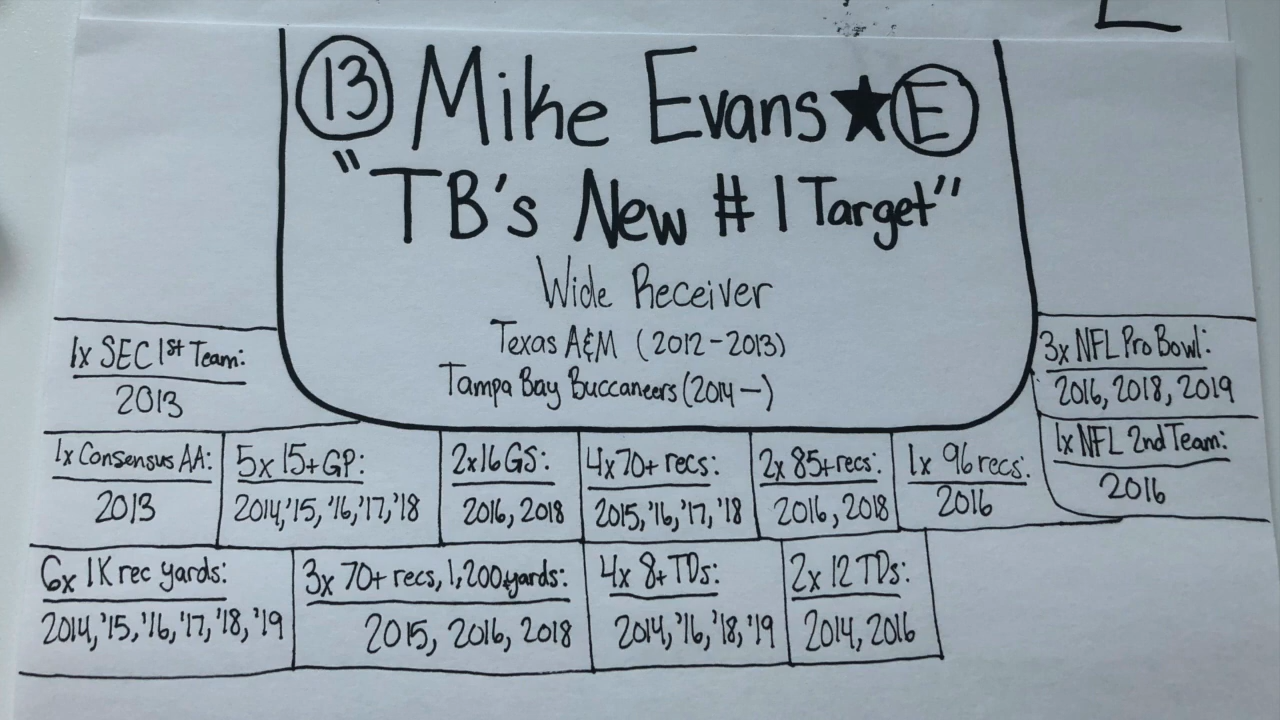 13 Mike Evans ★ E
"TB's New #1 Target"
Wide Receiver
Texas A&M (2012-2013)
Tampa Bay Buccaneers (2014-)
1x SEC 1st Team:
2013
3x NFL Pro Bowl:
2016, 2018, 2019
1x Consensus AA:
2013
5x 15+ GP:
2014, '15, '16, '17, '18
2x 16 GS:
2016, 2018
4x 70+ recs:
2015, '16, '17, '18
2x 85+ recs:
2016, 2018
1x 96 recs:
2016
1x NFL 2nd Team:
2016
6x 1K rec yards:
2014, '15, '16, '17, '18, '19
3x 70+ recs, 1,200+ yards:
2015, 2016, 2018
4x 8+ TDs:
2014, '16, '18, '19
2x 12 TDs:
2014, 2016